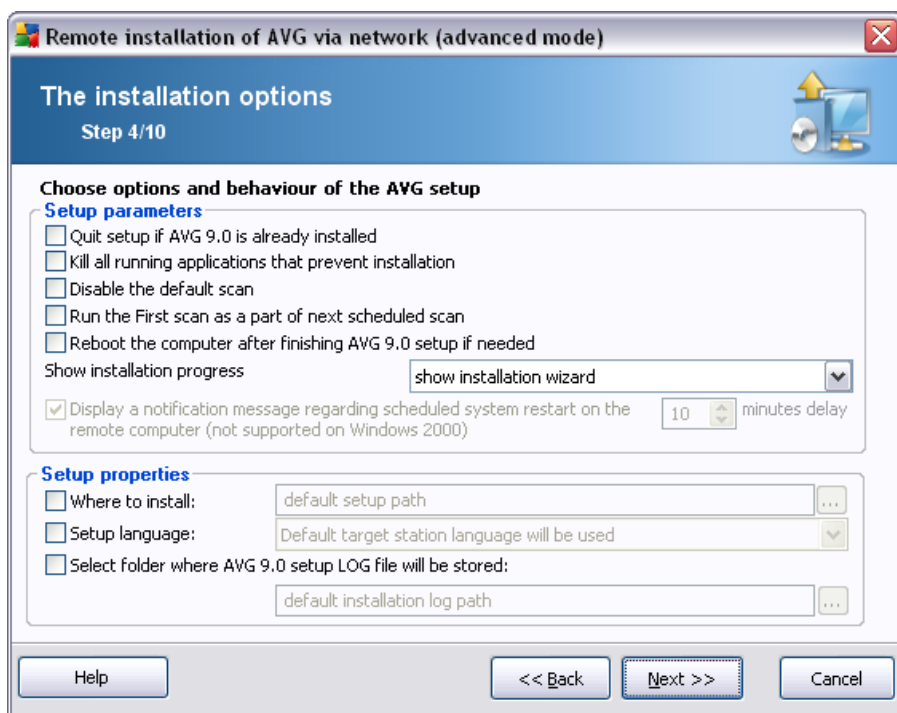 Remote installation of AVG via network (advanced mode)
The installation options
Step 4/10
Choose options and behaviour of the AVG setup
Setup parameters
Quit setup if AVG 9.0 is already installed
Kill all running applications that prevent installation
Disable the default scan
Run the First scan as a part of next scheduled scan
Reboot the computer after finishing AVG 9.0 setup if needed
Show installation progress show installation wizard
Display a notification message regarding scheduled system restart on the 10 minutes delay
remote computer (not supported on Windows 2000)
Setup properties
Where to install: default setup path ...
Setup language: Default target station language will be used
Select folder where AVG 9.0 setup LOG file will be stored:
default installation log path ...
Help << Back Next >> Cancel